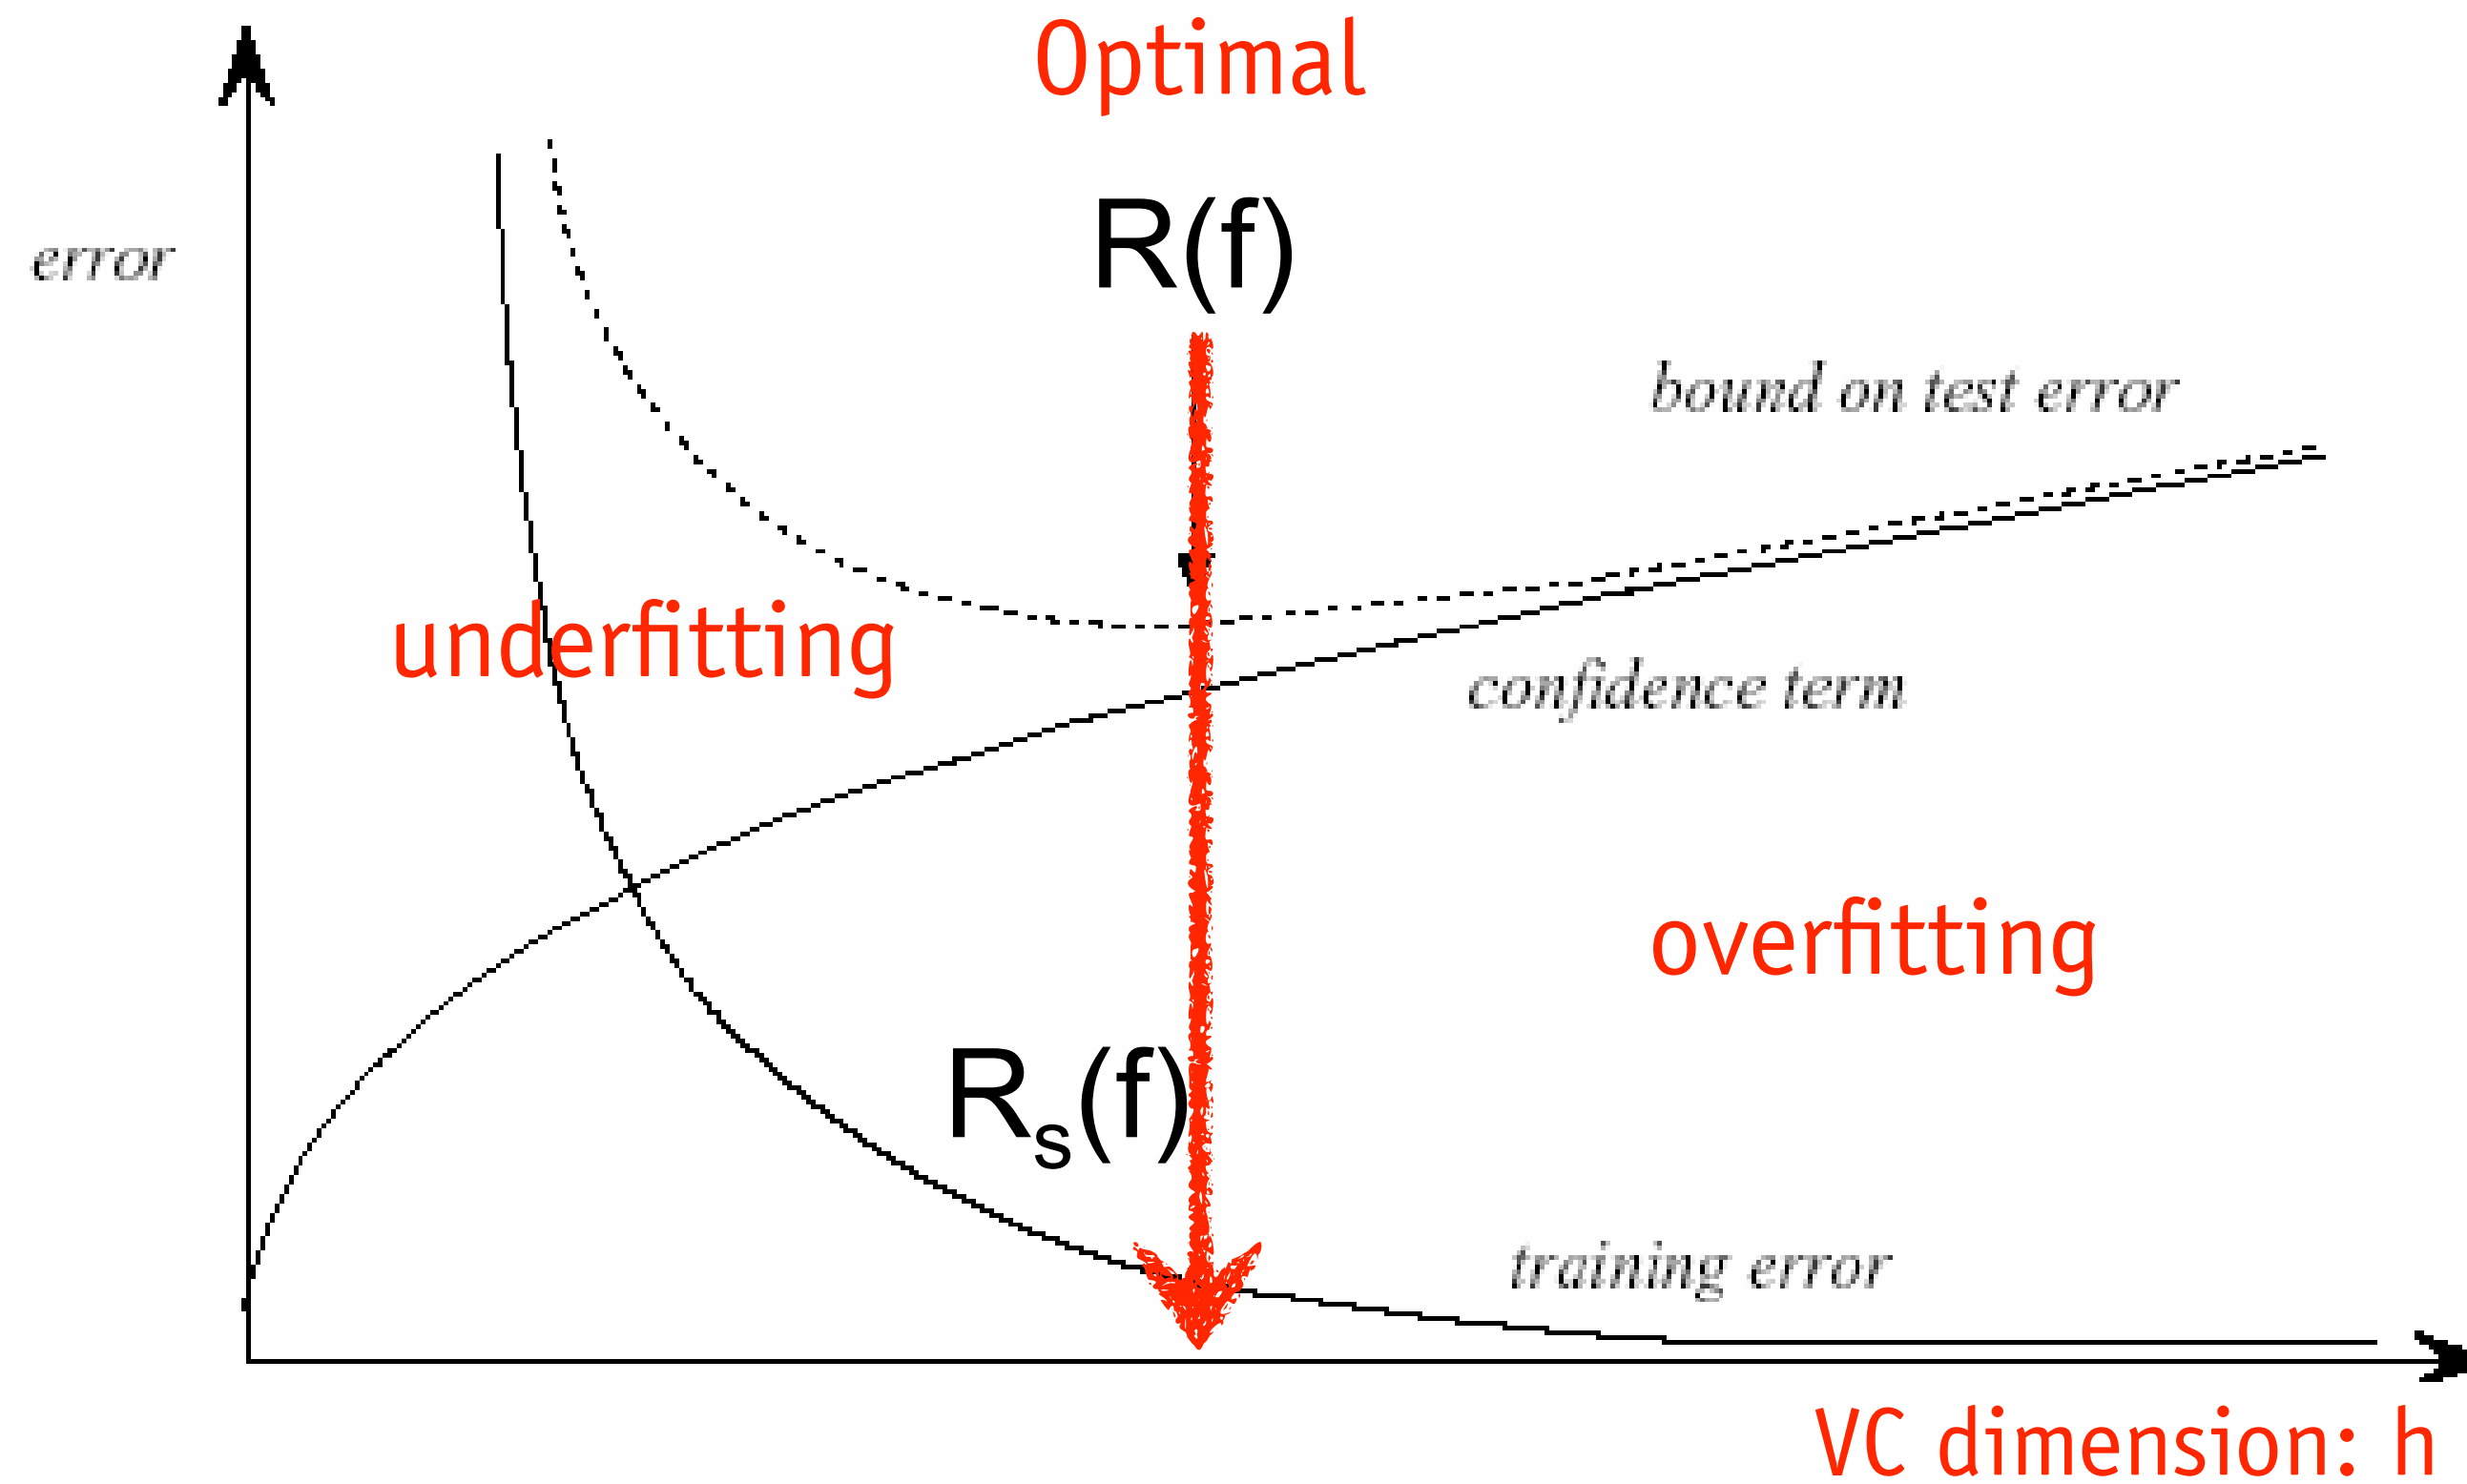 Optimal
R(f)
error
bound on test error
underfitting
confidence term
overfitting
Rs(f)
training error
VC dimension: h